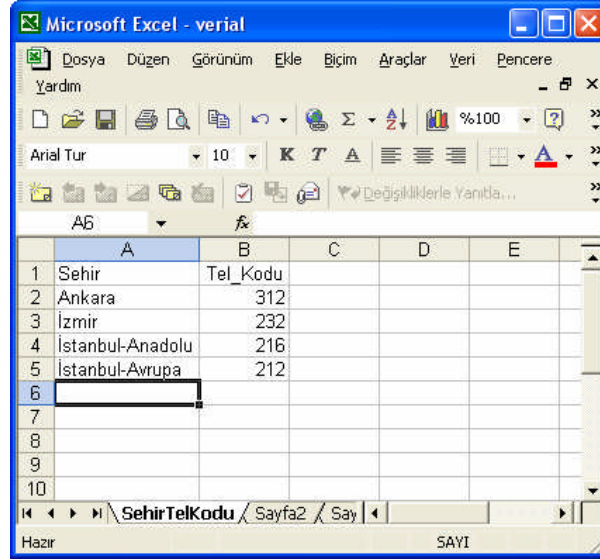 Microsoft Excel - verial
Dosya Düzen Görünüm Ekle Biçim Araçlar Veri Pencere
Yardım
%100
Arial Tur 10 K T A
Değişikliklerle Yanıtla...
A6 fx
A B C D E
1 Sehir Tel_Kodu
2 Ankara 312
3 İzmir 232
4 İstanbul-Anadolu 216
5 İstanbul-Avrupa 212
6
7
8
9
10
SehirTelKodu Sayfa2 Say
Hazır SAYI